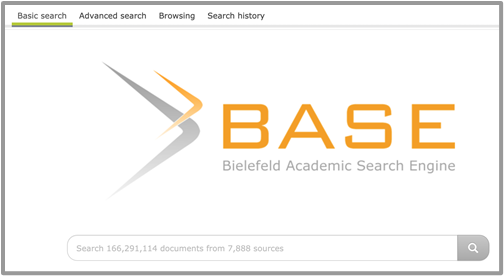 Basic search Advanced search Browsing Search history
BASE
Bielefeld Academic Search Engine
Search 166,291,114 documents from 7,888 sources